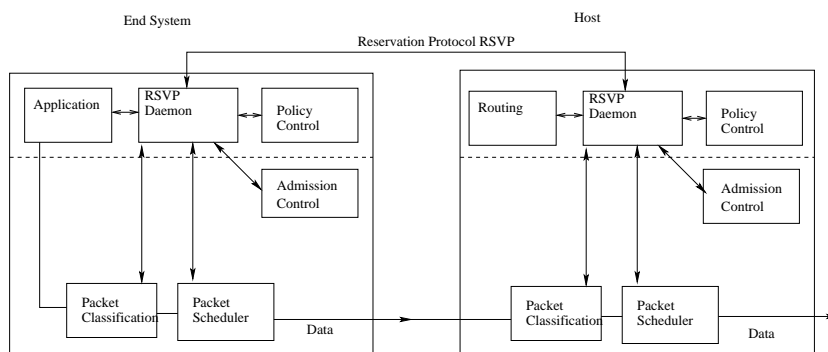 End System
Host
Reservation Protocol RSVP
Application
RSVP
Daemon
Policy
Control
Routing
RSVP
Daemon
Policy
Control
Admission
Control
Admission
Control
Packet
Classification
Packet
Scheduler
Data
Packet
Classification
Packet
Scheduler
Data